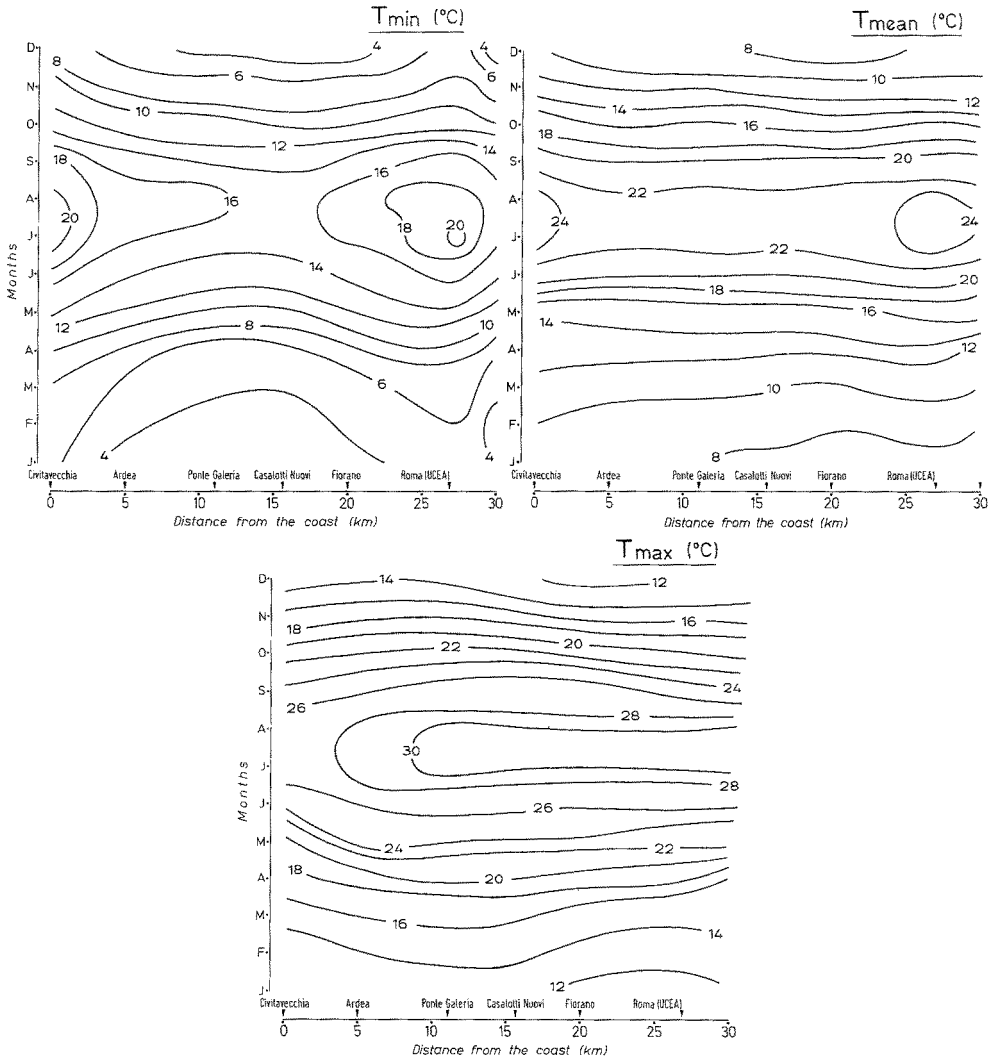 Tmin (°C)
D
N
O
S
A
J
J
M
A
M
F
J
Months
4
4
8
6
6
10
12
14
18
16
16
20
18
20
14
12
10
8
6
4
4
Civitavecchia Ardea Ponte Galeria Casalotti Nuovi Fiorano Roma (UCEA)
0 5 10 15 20 25 30
Distance from the coast (km)
Tmean (°C)
8
10
14
12
18
16
20
22
24
24
22
20
18
16
14
12
10
8
Civitavecchia Ardea Ponte Galeria Casalotti Nuovi Fiorano Roma (UCEA)
0 5 10 15 20 25 30
Distance from the coast (km)
Tmax (°C)
D
N
O
S
A
J
J
M
A
M
F
J
Months
14
12
16
18
22
20
24
26
28
30
28
26
24
22
18
20
16
14
12
Civitavecchia Ardea Ponte Galeria Casalotti Nuovi Fiorano Roma (UCEA)
0 5 10 15 20 25 30
Distance from the coast (km)